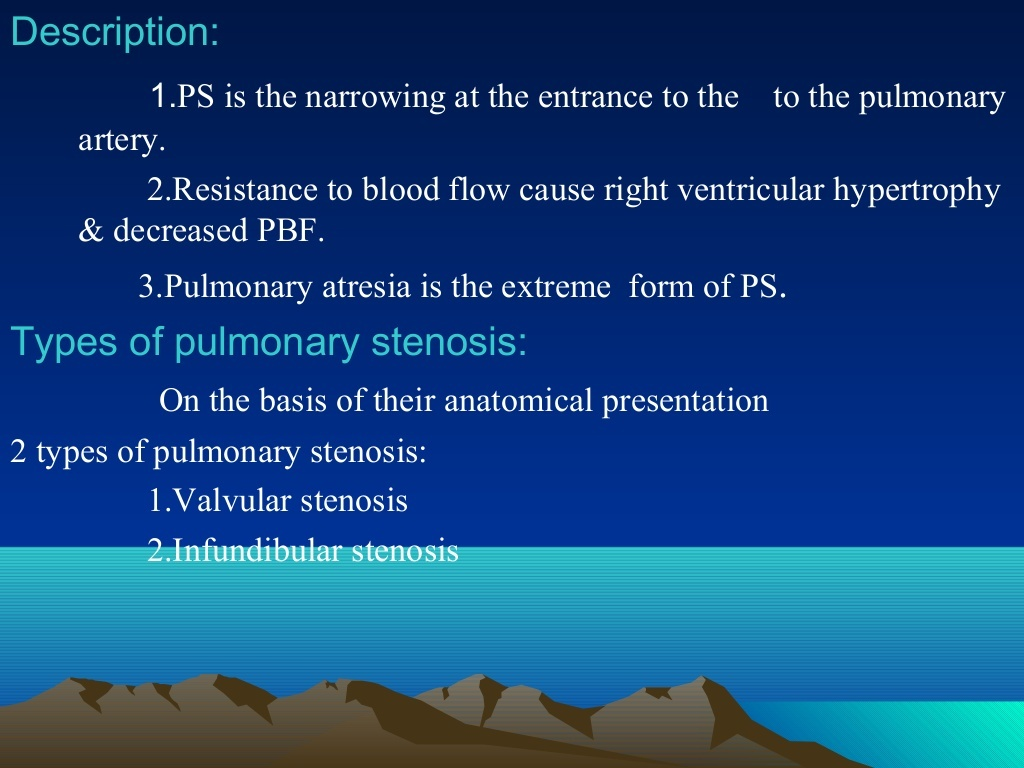 Description:
1.PS is the narrowing at the entrance to the    to the pulmonary
artery.
2.Resistance to blood flow cause right ventricular hypertrophy
& decreased PBF.
3.Pulmonary atresia is the extreme  form of PS.
Types of pulmonary stenosis:
On the basis of their anatomical presentation
2 types of pulmonary stenosis:
1.Valvular stenosis
2.Infundibular stenosis